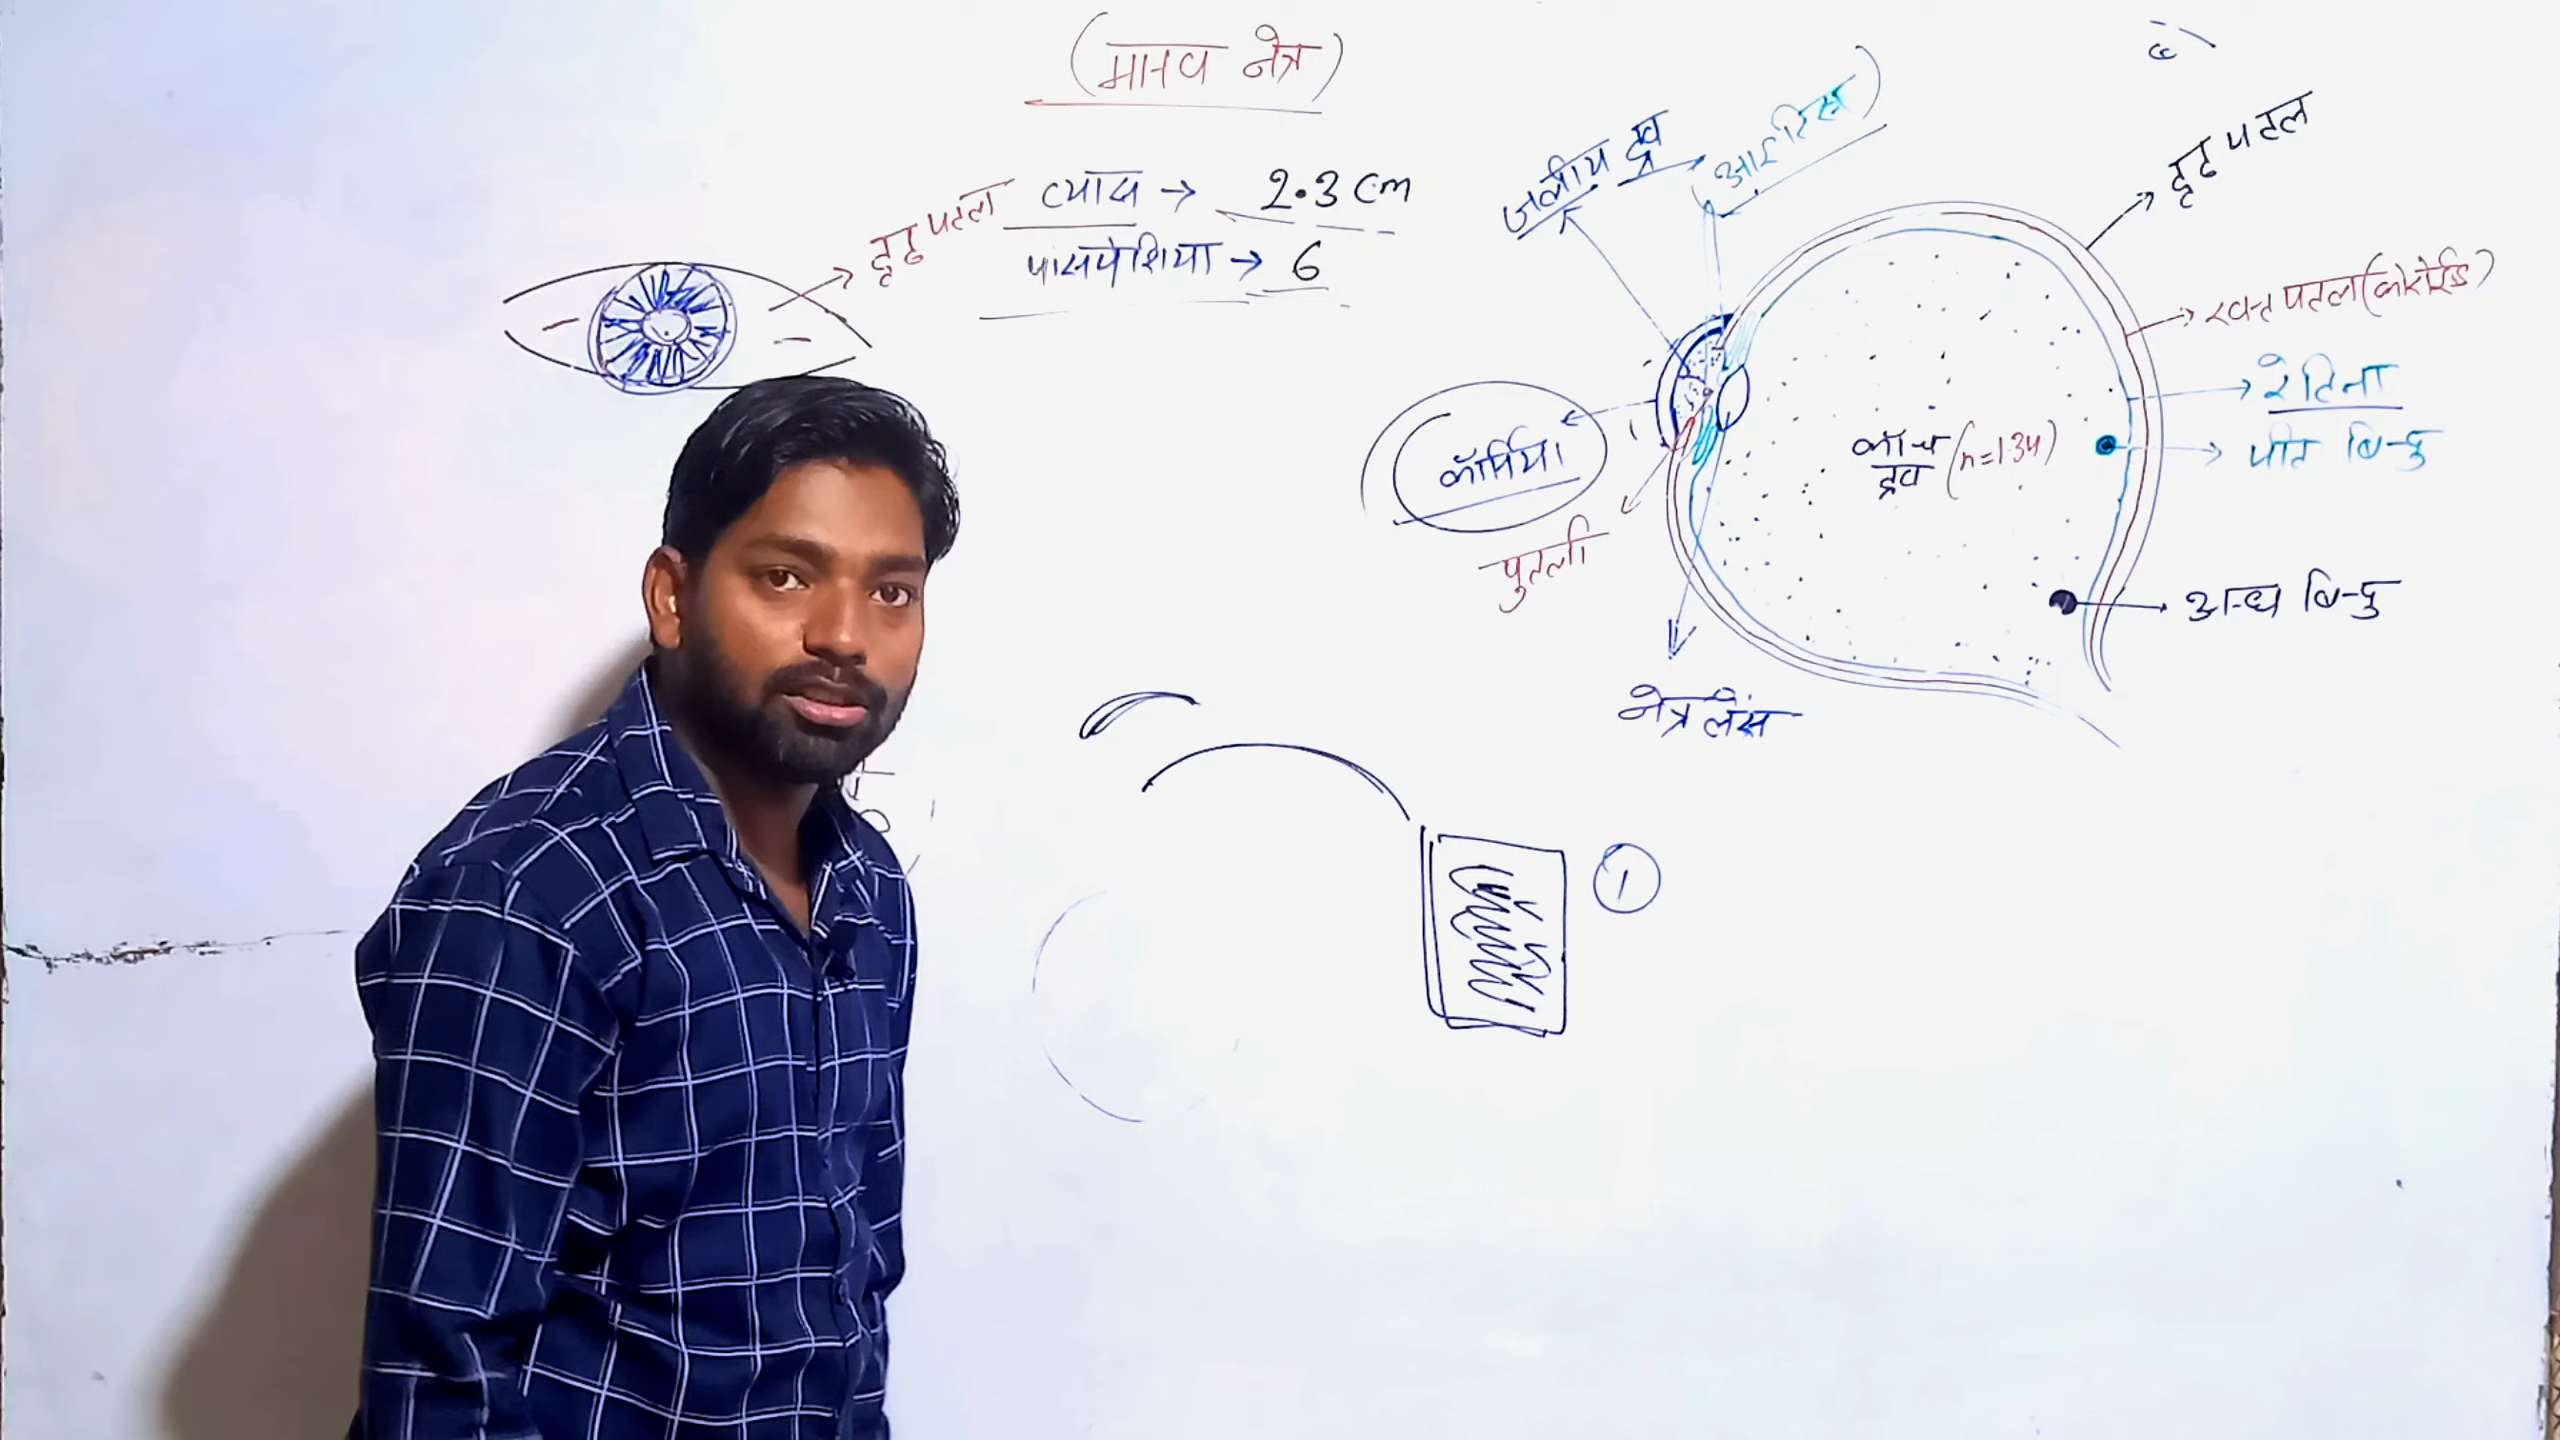 (मानव नेत्र)
व्यास → 2.3 cm
मांसपेशिया → 6
दृढ़ पटल
जलीय द्रव
आइरिस)
दृढ़ पटल
रक्त पटल(कोरोईड)
रेटिना
पीत बिन्दु
काँच द्रव (n=1.34)
कॉर्निया
पुतली
अन्ध बिन्दु
नेत्र लेंस
1